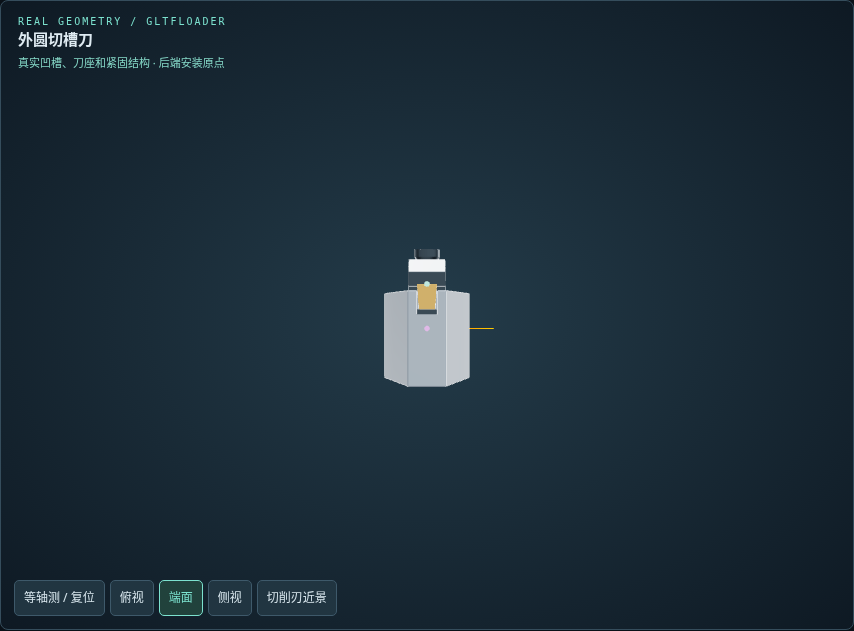 REAL GEOMETRY / GLTFLOADER
外圆切槽刀
真实凹槽、刀座和紧固结构 · 后端安装原点
等轴测 / 复位
俯视
端面
侧视
切削刃近景